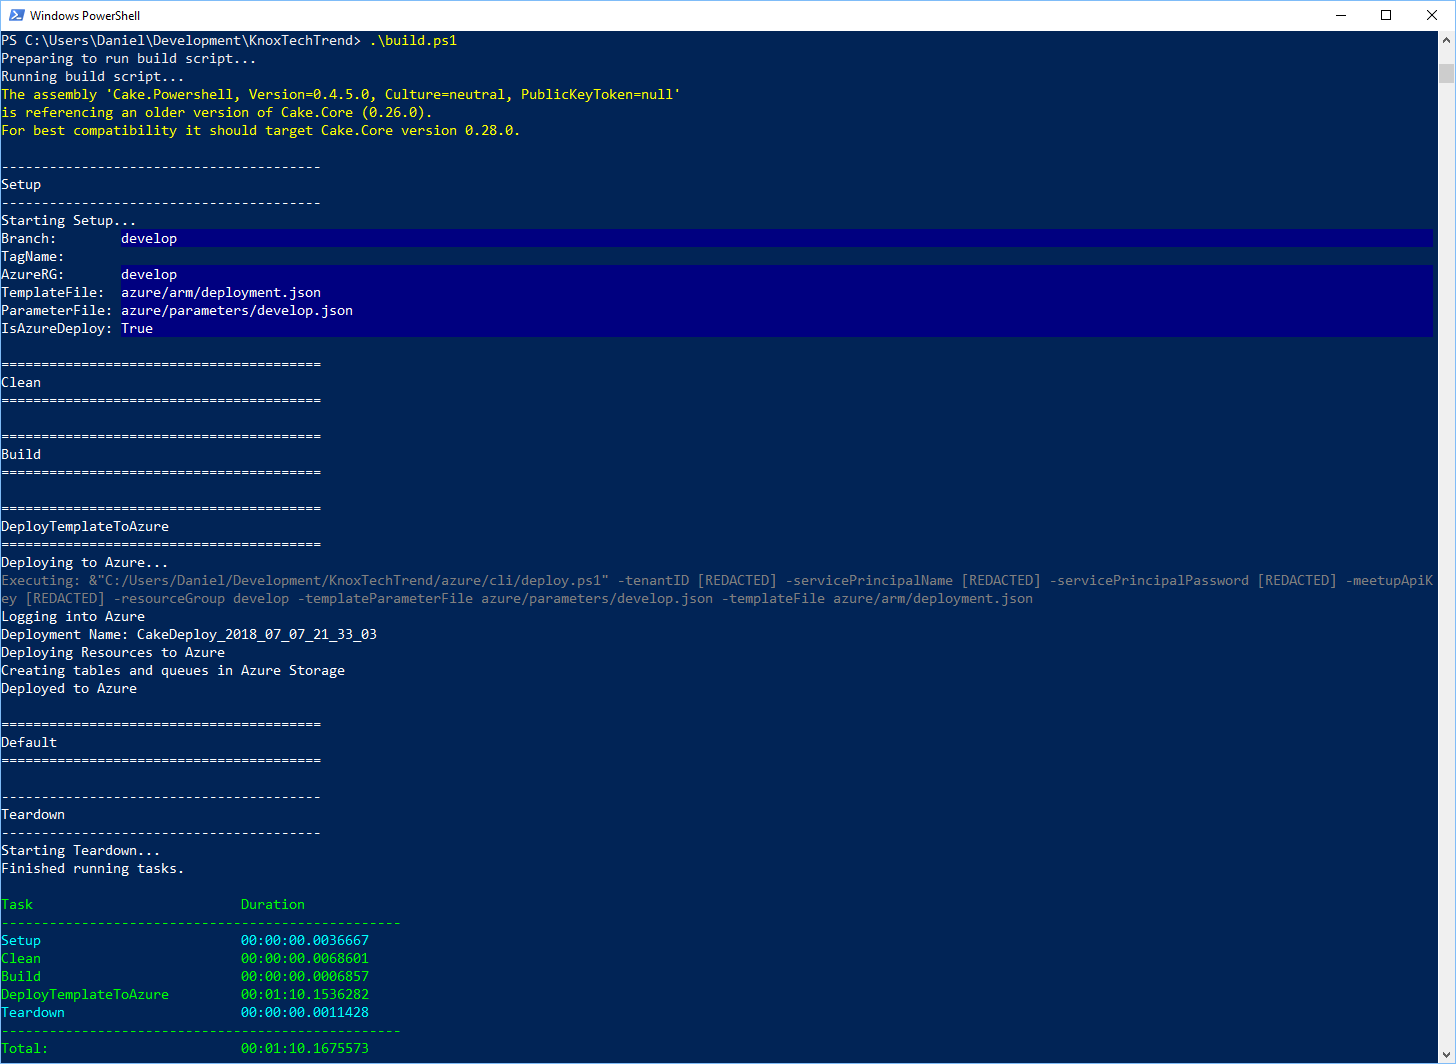 Windows PowerShell
PS C:\Users\Daniel\Development\KnoxTechTrend> .\build.ps1
Preparing to run build script...
Running build script...
The assembly 'Cake.Powershell, Version=0.4.5.0, Culture=neutral, PublicKeyToken=null'
is referencing an older version of Cake.Core (0.26.0).
For best compatibility it should target Cake.Core version 0.28.0.
----------------------------------------
Setup
----------------------------------------
Starting Setup...
Branch:        develop
TagName:
AzureRG:       develop
TemplateFile:  azure/arm/deployment.json
ParameterFile: azure/parameters/develop.json
IsAzureDeploy: True
========================================
Clean
========================================
========================================
Build
========================================
========================================
DeployTemplateToAzure
========================================
Deploying to Azure...
Executing: &"C:/Users/Daniel/Development/KnoxTechTrend/azure/cli/deploy.ps1" -tenantID [REDACTED] -servicePrincipalName [REDACTED] -servicePrincipalPassword [REDACTED] -meetupApiK
ey [REDACTED] -resourceGroup develop -templateParameterFile azure/parameters/develop.json -templateFile azure/arm/deployment.json
Logging into Azure
Deployment Name: CakeDeploy_2018_07_07_21_33_03
Deploying Resources to Azure
Creating tables and queues in Azure Storage
Deployed to Azure
========================================
Default
========================================
----------------------------------------
Teardown
----------------------------------------
Starting Teardown...
Finished running tasks.
Task                          Duration
--------------------------------------------------
Setup                         00:00:00.0036667
Clean                         00:00:00.0068601
Build                         00:00:00.0006857
DeployTemplateToAzure         00:01:10.1536282
Teardown                      00:00:00.0011428
--------------------------------------------------
Total:                        00:01:10.1675573